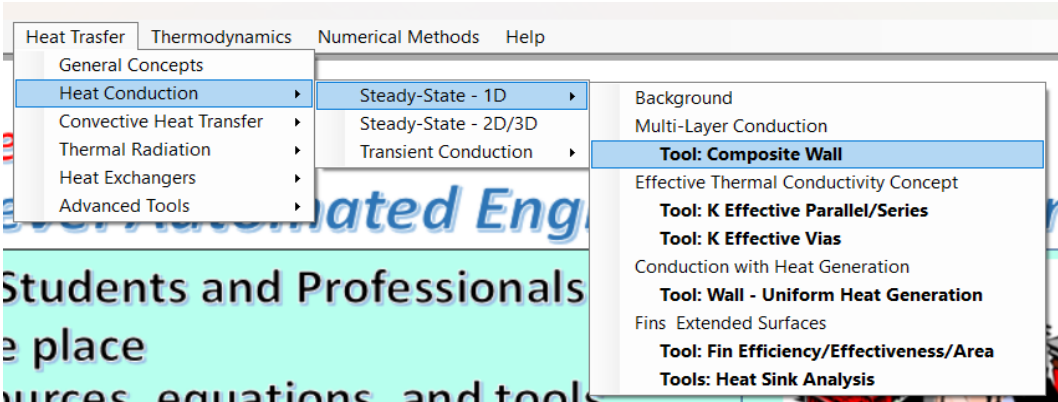 Heat Trasfer Thermodynamics Numerical Methods Help
General Concepts
Heat Conduction
Convective Heat Transfer
Thermal Radiation
Heat Exchangers
Advanced Tools
Steady-State - 1D
Steady-State - 2D/3D
Transient Conduction
Background
Multi-Layer Conduction
Tool: Composite Wall
Effective Thermal Conductivity Concept
Tool: K Effective Parallel/Series
Tool: K Effective Vias
Conduction with Heat Generation
Tool: Wall - Uniform Heat Generation
Fins Extended Surfaces
Tool: Fin Efficiency/Effectiveness/Area
Tools: Heat Sink Analysis
Students and Professionals
place
equations, and tools